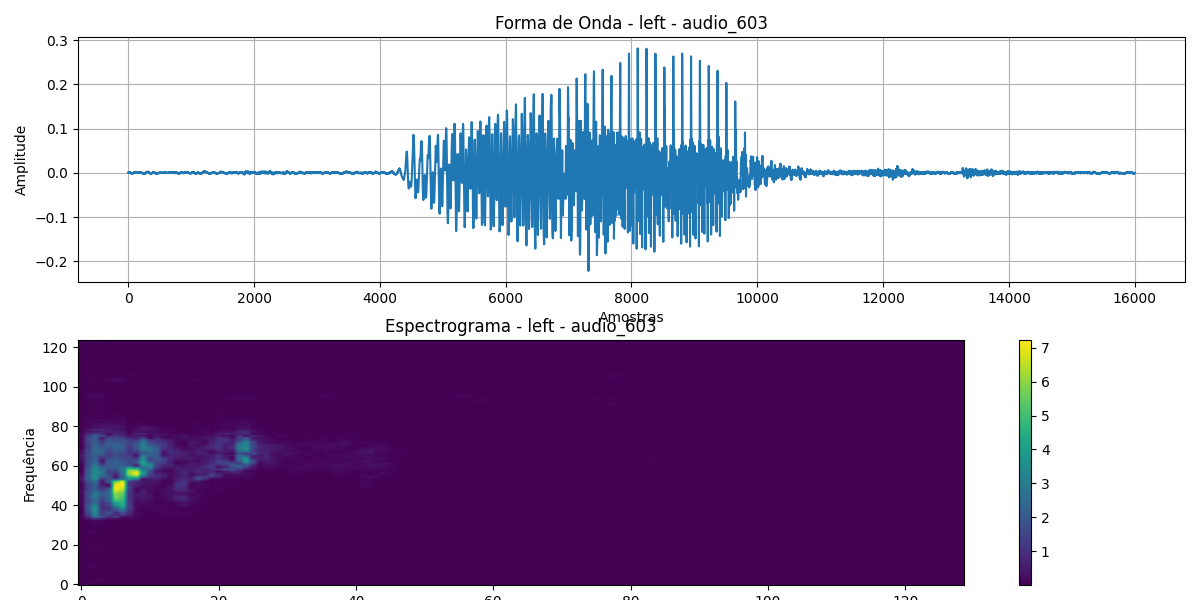 Forma de Onda - left - audio_603
0.3
0.2
0.1
0.0
−0.1
−0.2
Amplitude
0 2000 4000 6000 8000 10000 12000 14000 16000
Amostras
Espectrograma - left - audio_603
120
100
80
60
40
20
0
Frequência
7
6
5
4
3
2
1
0 20 40 60 80 100 120